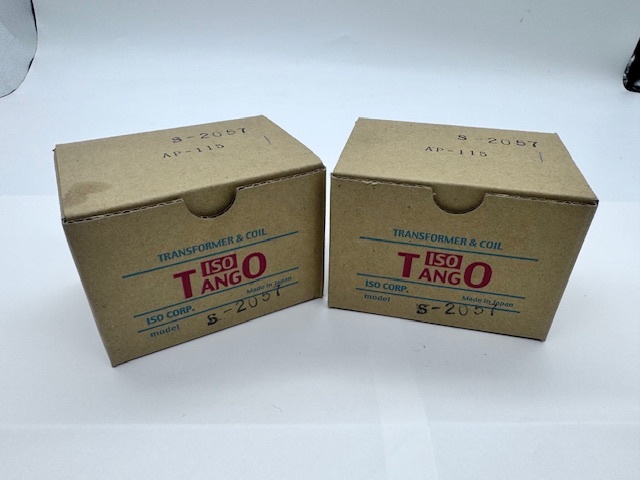 S-2057
AP-115
TRANSFORMER & COIL
ISO
TANGO
Made in Japan
ISO CORP.
model S-2057
S-2057
AP-115
TRANSFORMER & COIL
ISO
TANGO
Made in Japan
ISO CORP.
model S-2057